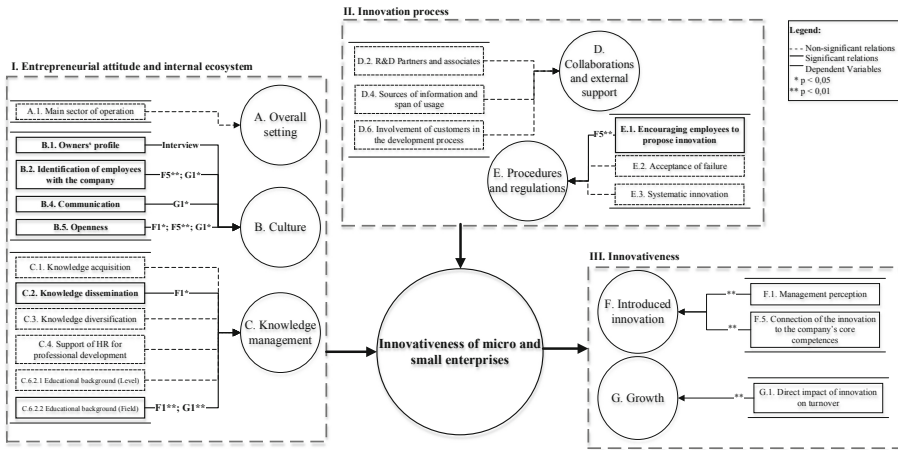 II. Innovation process
D.2. R&D Partners and associates
D.4. Sources of information and
span of usage
D.6. Involvement of customers in
the development process
D.
Collaborations
and external
support
E. Procedures
and regulations
F5**
E.1. Encouraging employees to
propose innovation
E.2. Acceptance of failure
E.3. Systematic innovation
Legend:
Non-significant relations
Significant relations
Dependent Variables
* p < 0,05
** p < 0,01
I. Entrepreneurial attitude and internal ecosystem
A.1. Main sector of operation
A. Overall
setting
B.1. Owners' profile
Interview
B.2. Identification of employees
with the company
F5**; G1*
B.4. Communication
G1*
B.5. Openness
F1*; F5**; G1*
B. Culture
C.1. Knowledge acquisition
C.2. Knowledge dissemination
F1*
C.3. Knowledge diversification
C.4. Support of HR for
professional development
C.6.2.1 Educational background (Level)
C.6.2.2 Educational background (Field)
F1**; G1**
C. Knowledge
management
Innovativeness of micro and
small enterprises
III. Innovativeness
F. Introduced
innovation
**
F.1. Management perception
**
F.5. Connection of the innovation
to the company's core
competences
G. Growth
**
G.1. Direct impact of innovation
on turnover